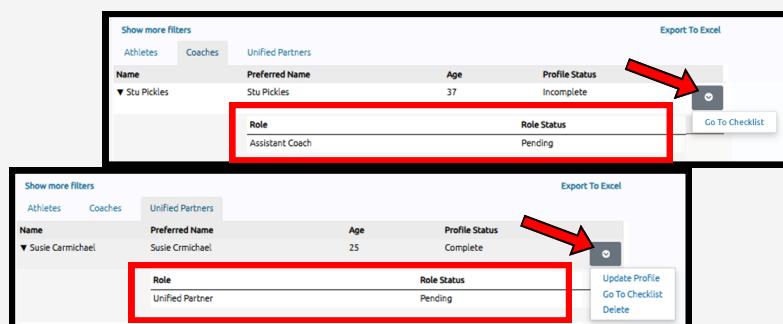 Show more filters Export To Excel
Athletes Coaches Unified Partners
Name Preferred Name Age Profile Status
▼ Stu Pickles Stu Pickles 37 Incomplete
Go To Checklist
Role Role Status
Assistant Coach Pending
Show more filters Export To Excel
Athletes Coaches Unified Partners
Name Preferred Name Age Profile Status
▼ Susie Carmichael Susie Crmichael 25 Complete
Role Role Status
Unified Partner Pending
Update Profile
Go To Checklist
Delete